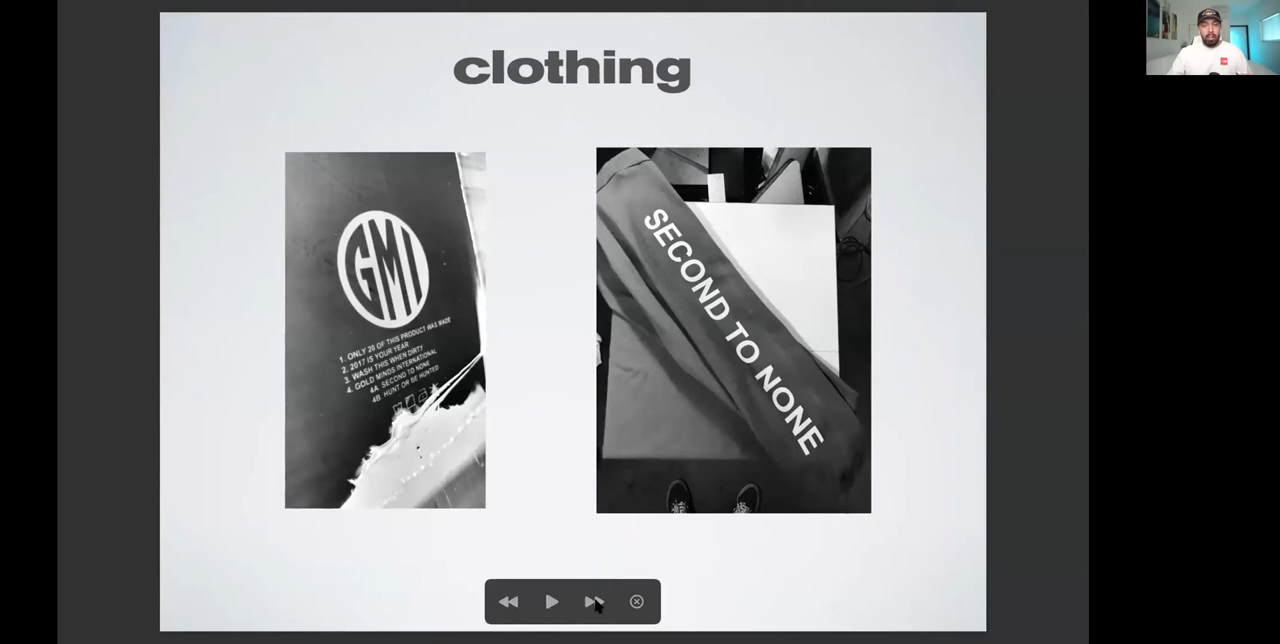 clothing
GMI
1. ONLY 20 OF THIS PRODUCT WAS MADE
2. 2017 IS YOUR YEAR
3. WASH THIS WHEN DIRTY
4. GOLD MINDS INTERNATIONAL
4A. SECOND TO NONE
4B. HUNT OR BE HUNTED
SECOND TO NONE